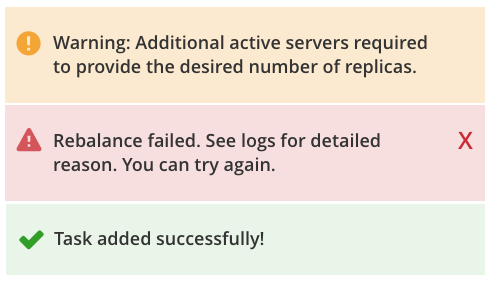 Warning: Additional active servers required
to provide the desired number of replicas.
Rebalance failed. See logs for detailed
reason. You can try again.
X
Task added successfully!